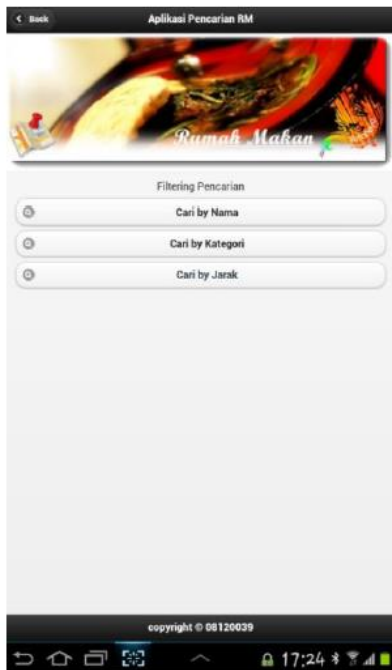 Back
Aplikasi Pencarian RM
Rumah Makan
Filtering Pencarian
Cari by Nama
Cari by Kategori
Cari by Jarak
copyright © 08120039
17:24